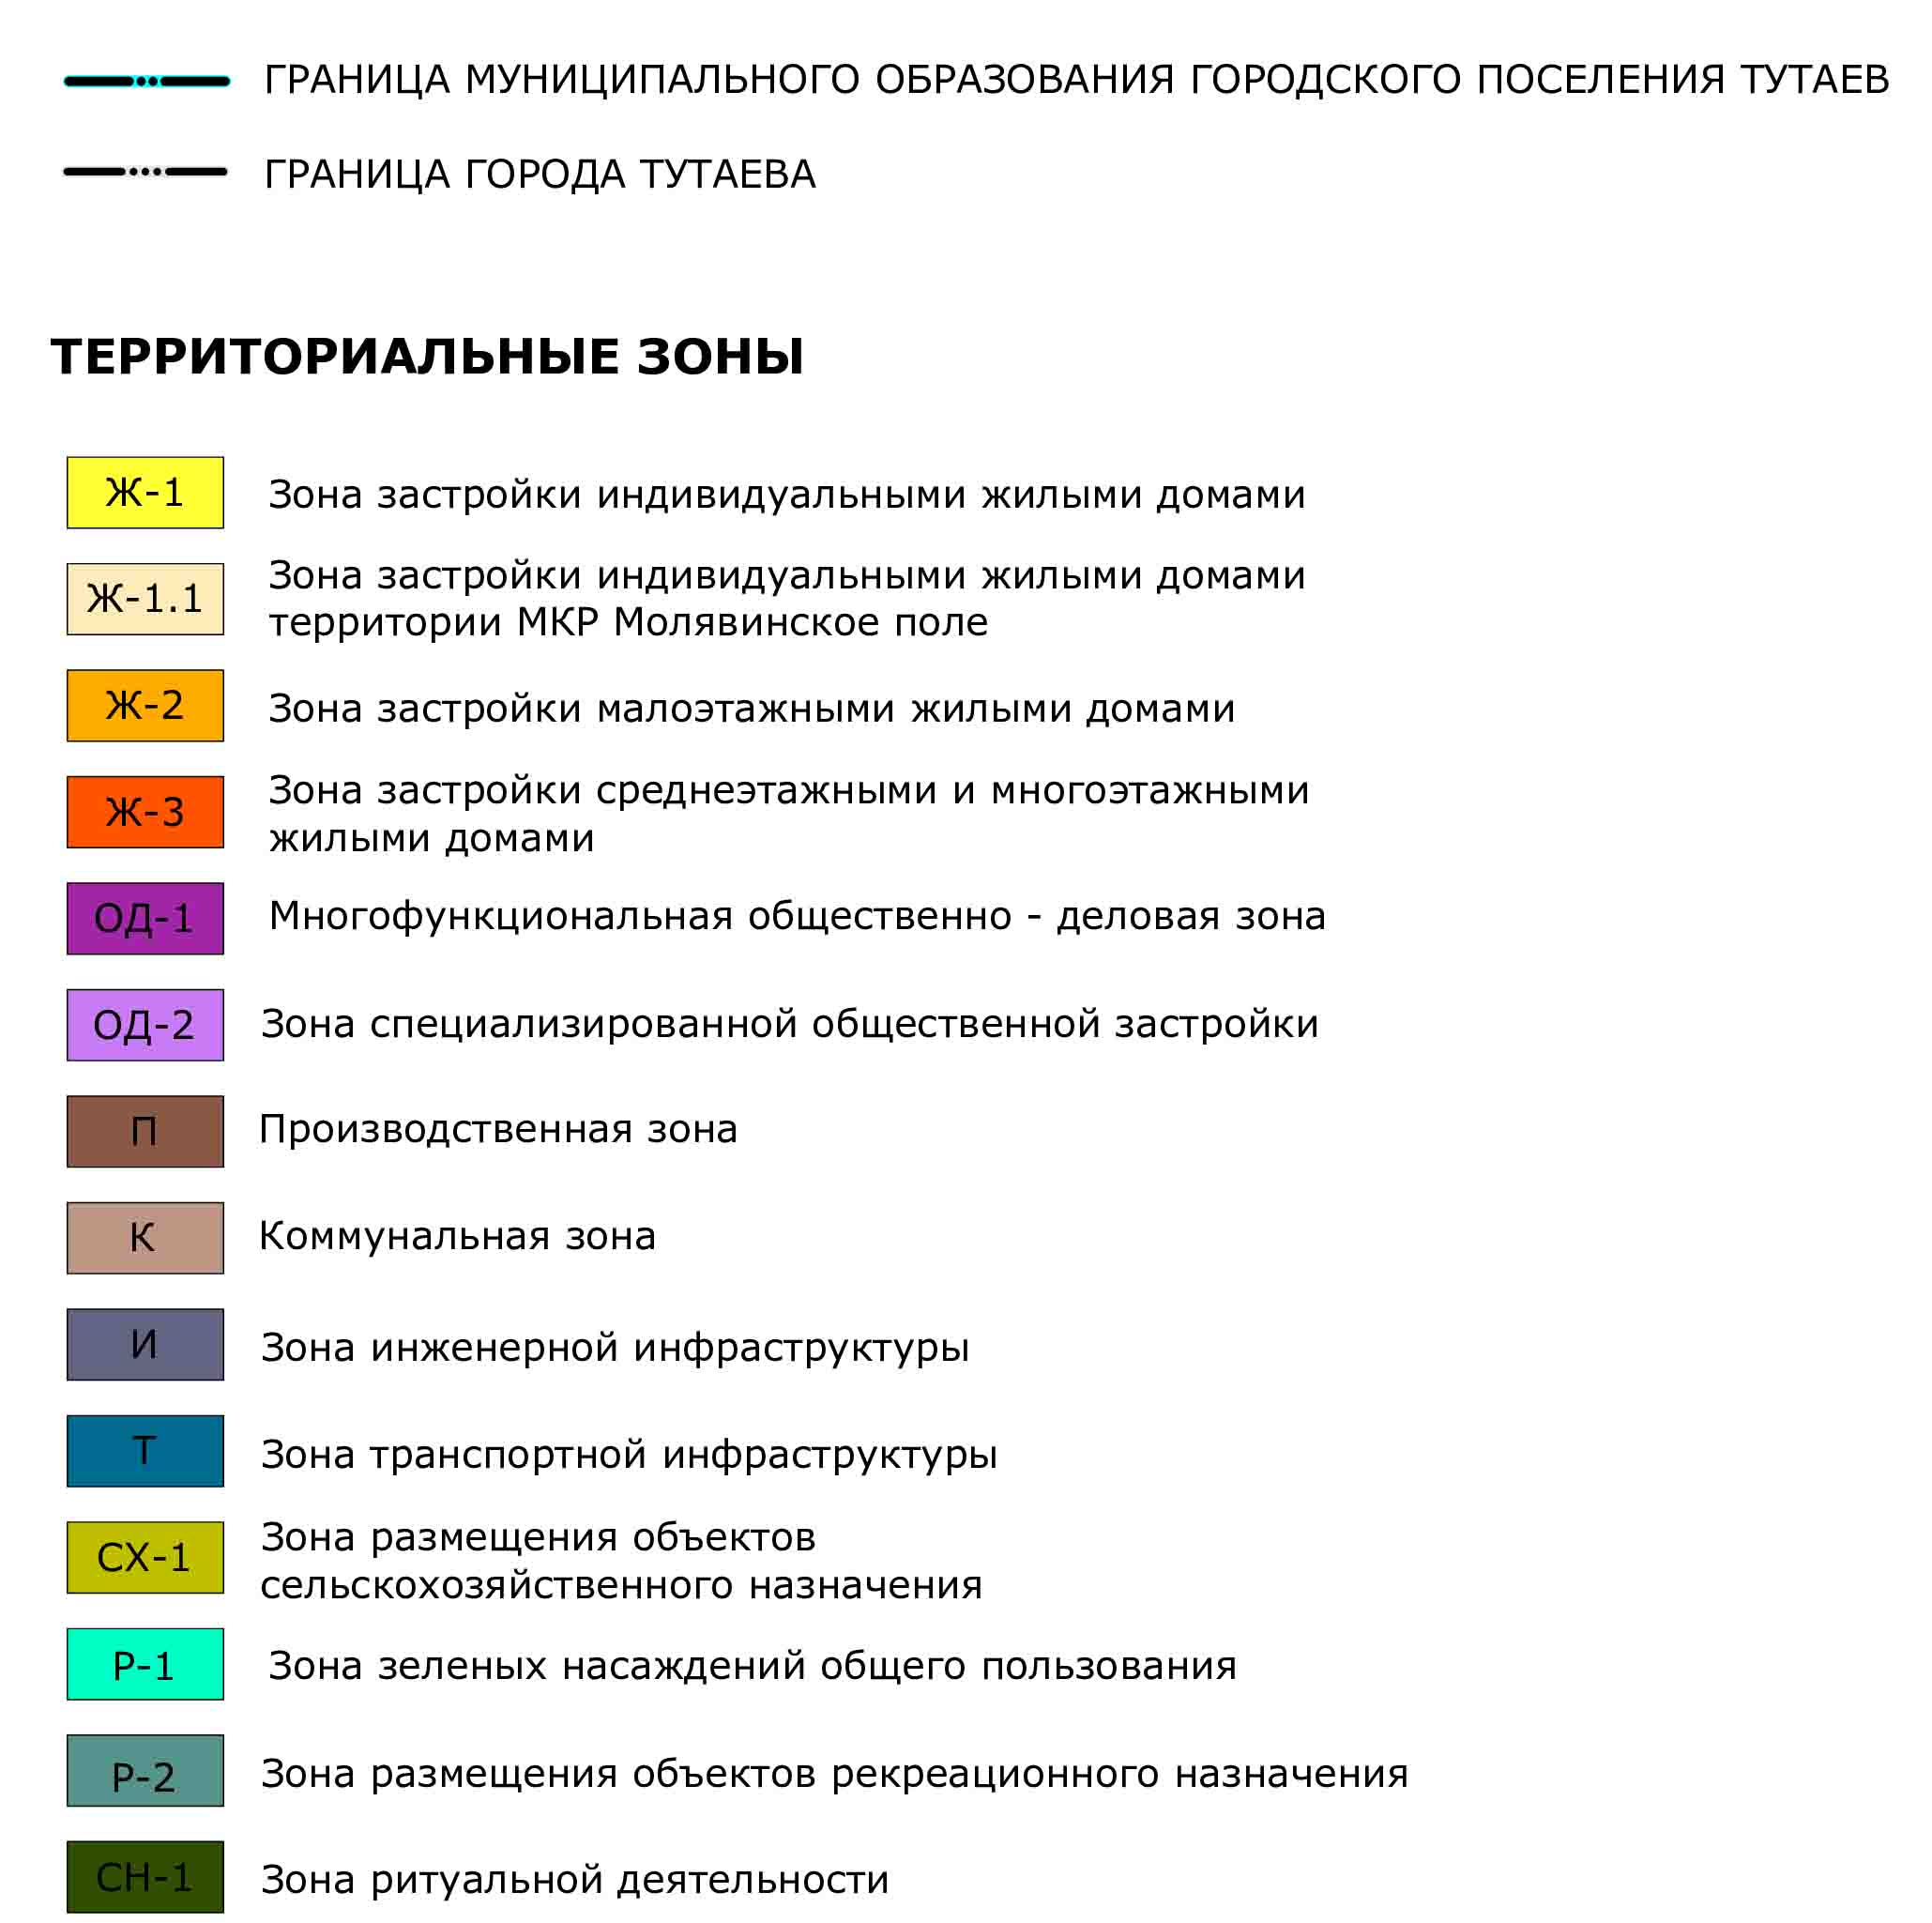 ГРАНИЦА МУНИЦИПАЛЬНОГО ОБРАЗОВАНИЯ ГОРОДСКОГО ПОСЕЛЕНИЯ ТУТАЕВ
ГРАНИЦА ГОРОДА ТУТАЕВА
ТЕРРИТОРИАЛЬНЫЕ ЗОНЫ
Ж-1 Зона застройки индивидуальными жилыми домами
Ж-1.1 Зона застройки индивидуальными жилыми домами
территории МКР Молявинское поле
Ж-2 Зона застройки малоэтажными жилыми домами
Ж-3 Зона застройки среднеэтажными и многоэтажными
жилыми домами
ОД-1 Многофункциональная общественно - деловая зона
ОД-2 Зона специализированной общественной застройки
П Производственная зона
К Коммунальная зона
И Зона инженерной инфраструктуры
Т Зона транспортной инфраструктуры
СХ-1 Зона размещения объектов
сельскохозяйственного назначения
Р-1 Зона зеленых насаждений общего пользования
Р-2 Зона размещения объектов рекреационного назначения
СН-1 Зона ритуальной деятельности